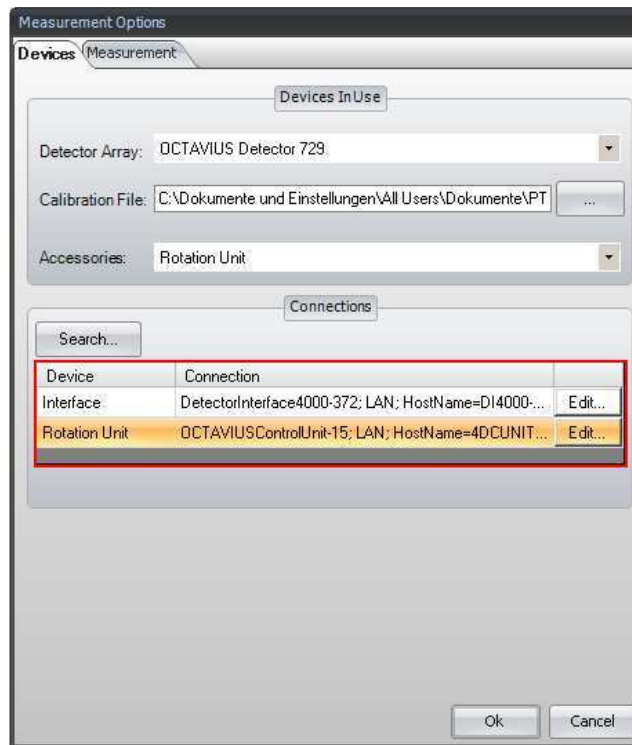 Measurement Options
Devices Measurement
Devices In Use
Detector Array: OCTAVIUS Detector 729
Calibration File: C:\Dokumente und Einstellungen\All Users\Dokumente\PT ...
Accessories: Rotation Unit
Connections
Search...
Device Connection
Interface DetectorInterface4000-372; LAN; HostName=DI4000-... Edit...
Rotation Unit OCTAVIUSControlUnit-15; LAN; HostName=4DCUNIT... Edit...
Ok Cancel